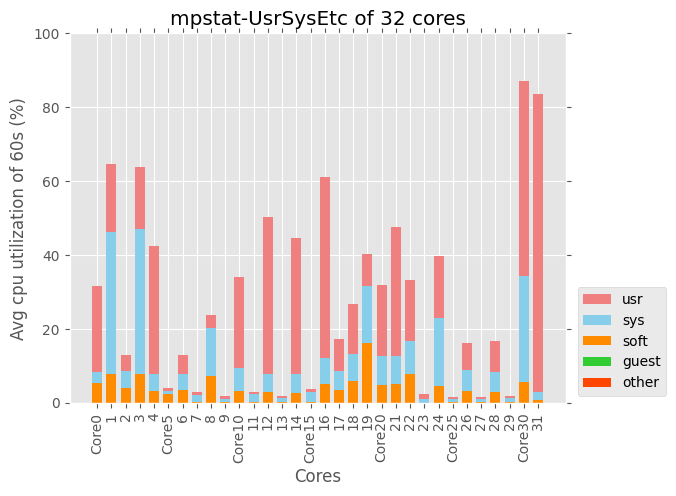 mpstat-UsrSysEtc of 32 cores
Avg cpu utilization of 60s (%)
100
80
60
40
20
0
Core0
1
2
3
4
Core5
6
7
8
9
Core10
11
12
13
14
Core15
16
17
18
19
Core20
21
22
23
24
Core25
26
27
28
29
Core30
31
Cores
usr
sys
soft
guest
other